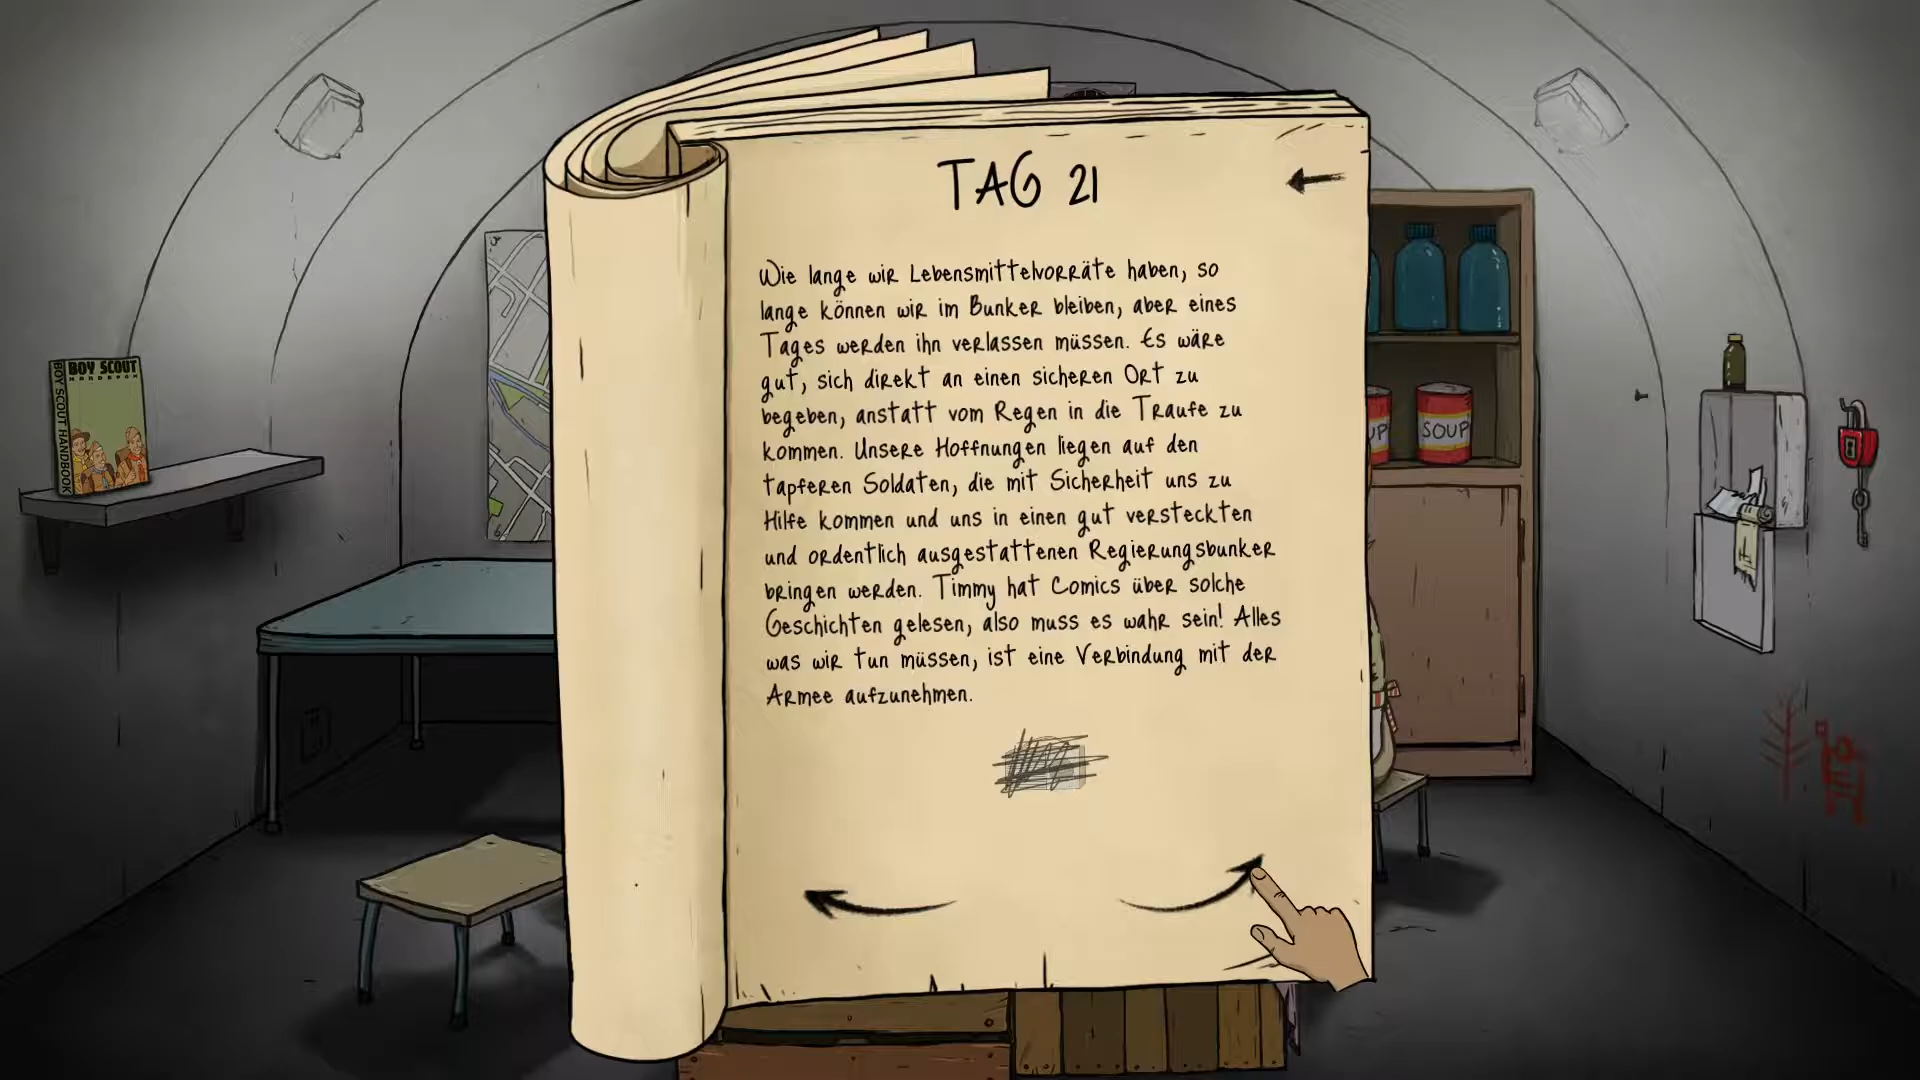 TAG 21
Wie lange wir Lebensmittelvorräte haben, so
lange können wir im Bunker bleiben, aber eines
Tages werden ihn verlassen müssen. Es wäre
gut, sich direkt an einen sicheren Ort zu
begeben, anstatt vom Regen in die Traufe zu
kommen. Unsere Hoffnungen liegen auf den
tapferen Soldaten, die mit Sicherheit uns zu
Hilfe kommen und uns in einen gut versteckten
und ordentlich ausgestattenen Regierungsbunker
bringen werden. Timmy hat Comics über solche
Geschichten gelesen, also muss es wahr sein! Alles
was wir tun müssen, ist eine Verbindung mit der
Armee aufzunehmen.
BOY SCOUT
HANDBOOK
BOY SCOUT HANDBOOK
UP
SOUP